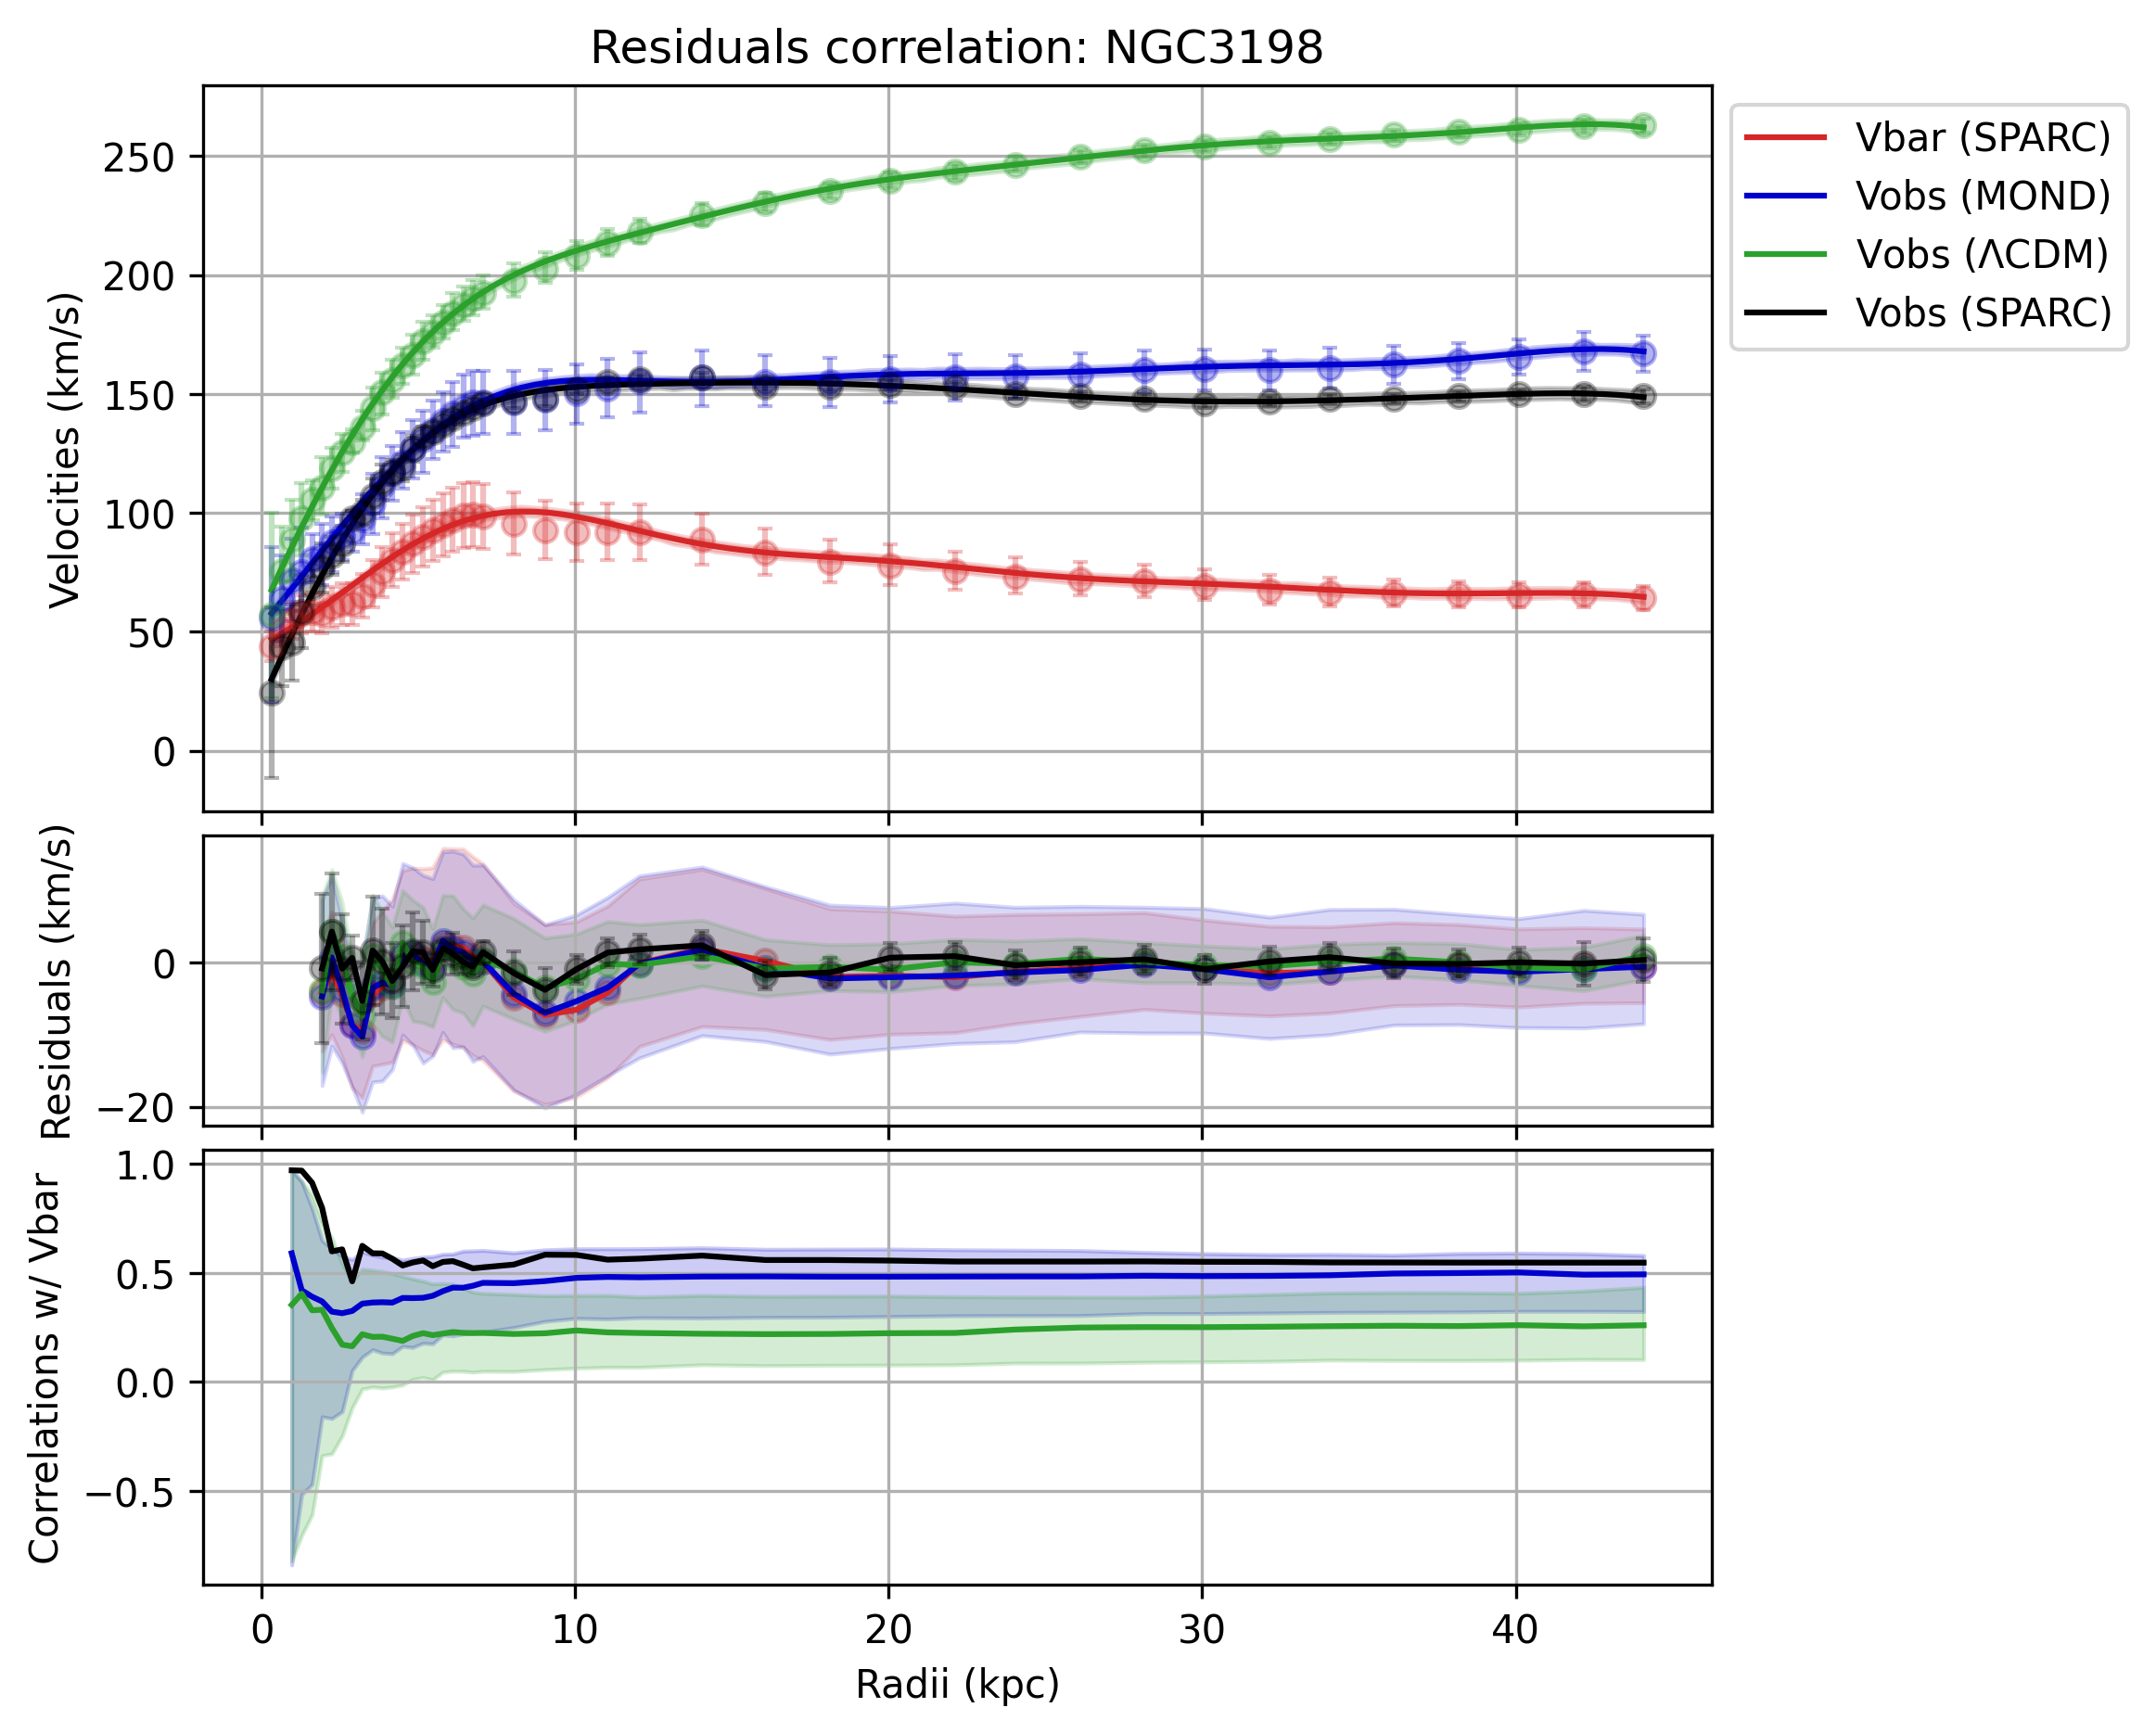 Residuals correlation: NGC3198
Velocities (km/s)
250
200
150
100
50
0
Vbar (SPARC)
Vobs (MOND)
Vobs (ΛCDM)
Vobs (SPARC)
Residuals (km/s)
0
−20
Correlations w/ Vbar
1.0
0.5
0.0
−0.5
0 10 20 30 40
Radii (kpc)